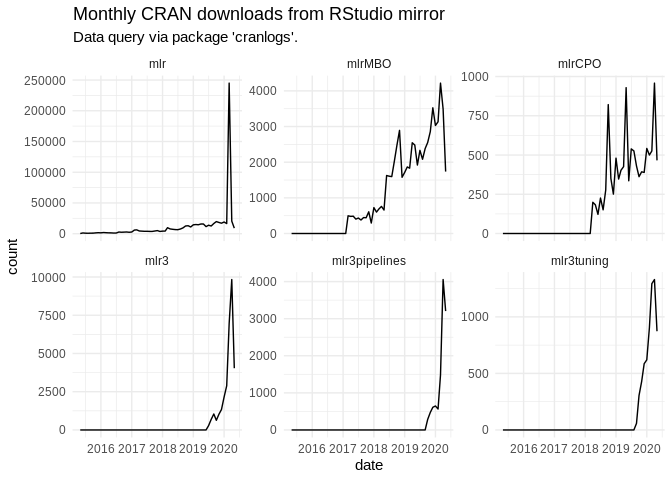 Monthly CRAN downloads from RStudio mirror
Data query via package 'cranlogs'.
mlr
mlrMBO
mlrCPO
250000
200000
150000
100000
50000
0
4000
3000
2000
1000
0
1000
750
500
250
0
mlr3
mlr3pipelines
mlr3tuning
10000
7500
5000
2500
0
4000
3000
2000
1000
0
1000
500
0
2016 2017 2018 2019 2020
2016 2017 2018 2019 2020
2016 2017 2018 2019 2020
date
count